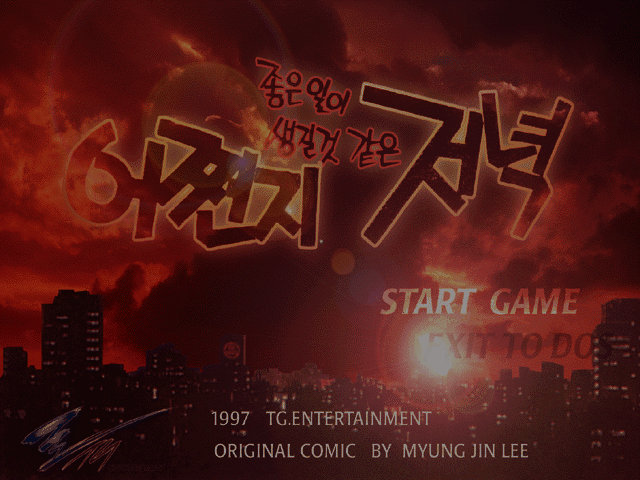 어쩐지
좋은 일이
생길것 같은
저녁
START GAME
EXIT TO DOS
1997 TG.ENTERTAINMENT
ORIGINAL COMIC BY MYUNG JIN LEE